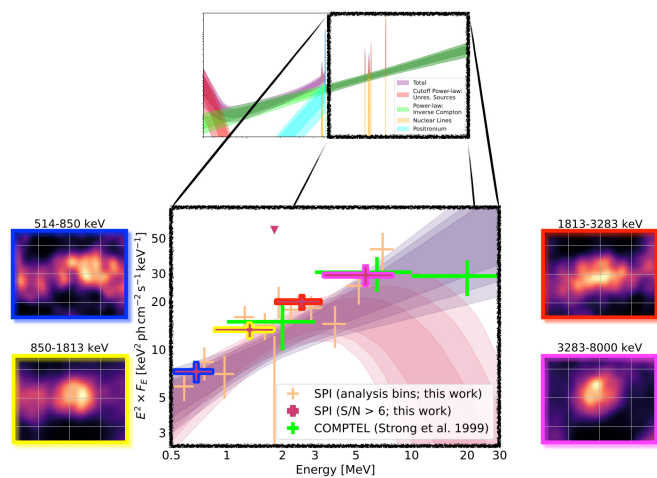 Total
Cutoff Power-law:
Unres. Sources
Power-law:
Inverse Compton
Nuclear Lines
Positronium
514-850 keV
1813-3283 keV
850-1813 keV
3283-8000 keV
E² × F_E [keV² ph cm⁻² s⁻¹ keV⁻¹]
50
30
20
10
5
3
SPI (analysis bins; this work)
SPI (S/N > 6; this work)
COMPTEL (Strong et al. 1999)
0.5 1 2 3 5 10 20 30
Energy [MeV]